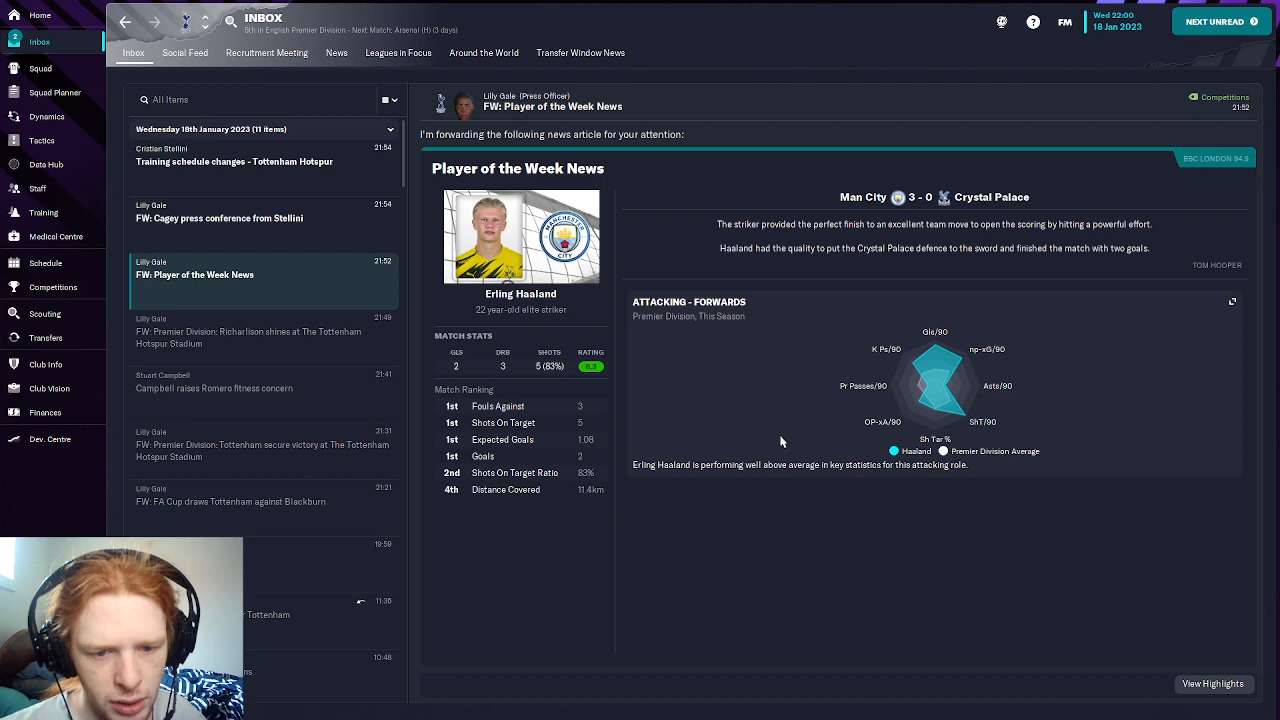 Home
2
Inbox
Squad
Squad Planner
Dynamics
Tactics
Data Hub
Staff
Training
Medical Centre
Schedule
Competitions
Scouting
Transfers
Club Info
Club Vision
Finances
Dev. Centre
INBOX
5th in English Premier Division - Next Match: Arsenal (H) (3 days)
FM
Wed 22:00
18 Jan 2023
NEXT UNREAD
Inbox
Social Feed
Recruitment Meeting
News
Leagues in Focus
Around the World
Transfer Window News
All Items
Wednesday 18th January 2023 (11 items)
Cristian Stellini 21:54
Training schedule changes - Tottenham Hotspur
Lilly Gale 21:54
FW: Cagey press conference from Stellini
Lilly Gale 21:52
FW: Player of the Week News
Lilly Gale 21:49
FW: Premier Division: Richarlison shines at The Tottenham
Hotspur Stadium
Stuart Campbell 21:41
Campbell raises Romero fitness concern
Lilly Gale 21:31
FW: Premier Division: Tottenham secure victory at The Tottenham
Hotspur Stadium
Lilly Gale 21:21
FW: FA Cup draws Tottenham against Blackburn
19:59
11:36
Tottenham
10:48
Lilly Gale (Press Officer)
FW: Player of the Week News
Competitions
21:52
I'm forwarding the following news article for your attention:
Player of the Week News
BBC LONDON 94.9
MANCHESTER
CITY
Erling Haaland
22 year-old elite striker
MATCH STATS
GLS DRB SHOTS RATING
2 3 5 (83%) 8.3
Match Ranking
1st Fouls Against 3
1st Shots On Target 5
1st Expected Goals 1.08
1st Goals 2
2nd Shots On Target Ratio 83%
4th Distance Covered 11.4km
Man City 3 - 0 Crystal Palace
The striker provided the perfect finish to an excellent team move to open the scoring by hitting a powerful effort.
Haaland had the quality to put the Crystal Palace defence to the sword and finished the match with two goals.
TOM HOOPER
ATTACKING - FORWARDS
Premier Division, This Season
Gls/90
K Ps/90
np-xG/90
Pr Passes/90
Asts/90
OP-xA/90
ShT/90
Sh Tar %
Haaland
Premier Division Average
Erling Haaland is performing well above average in key statistics for this attacking role.
View Highlights